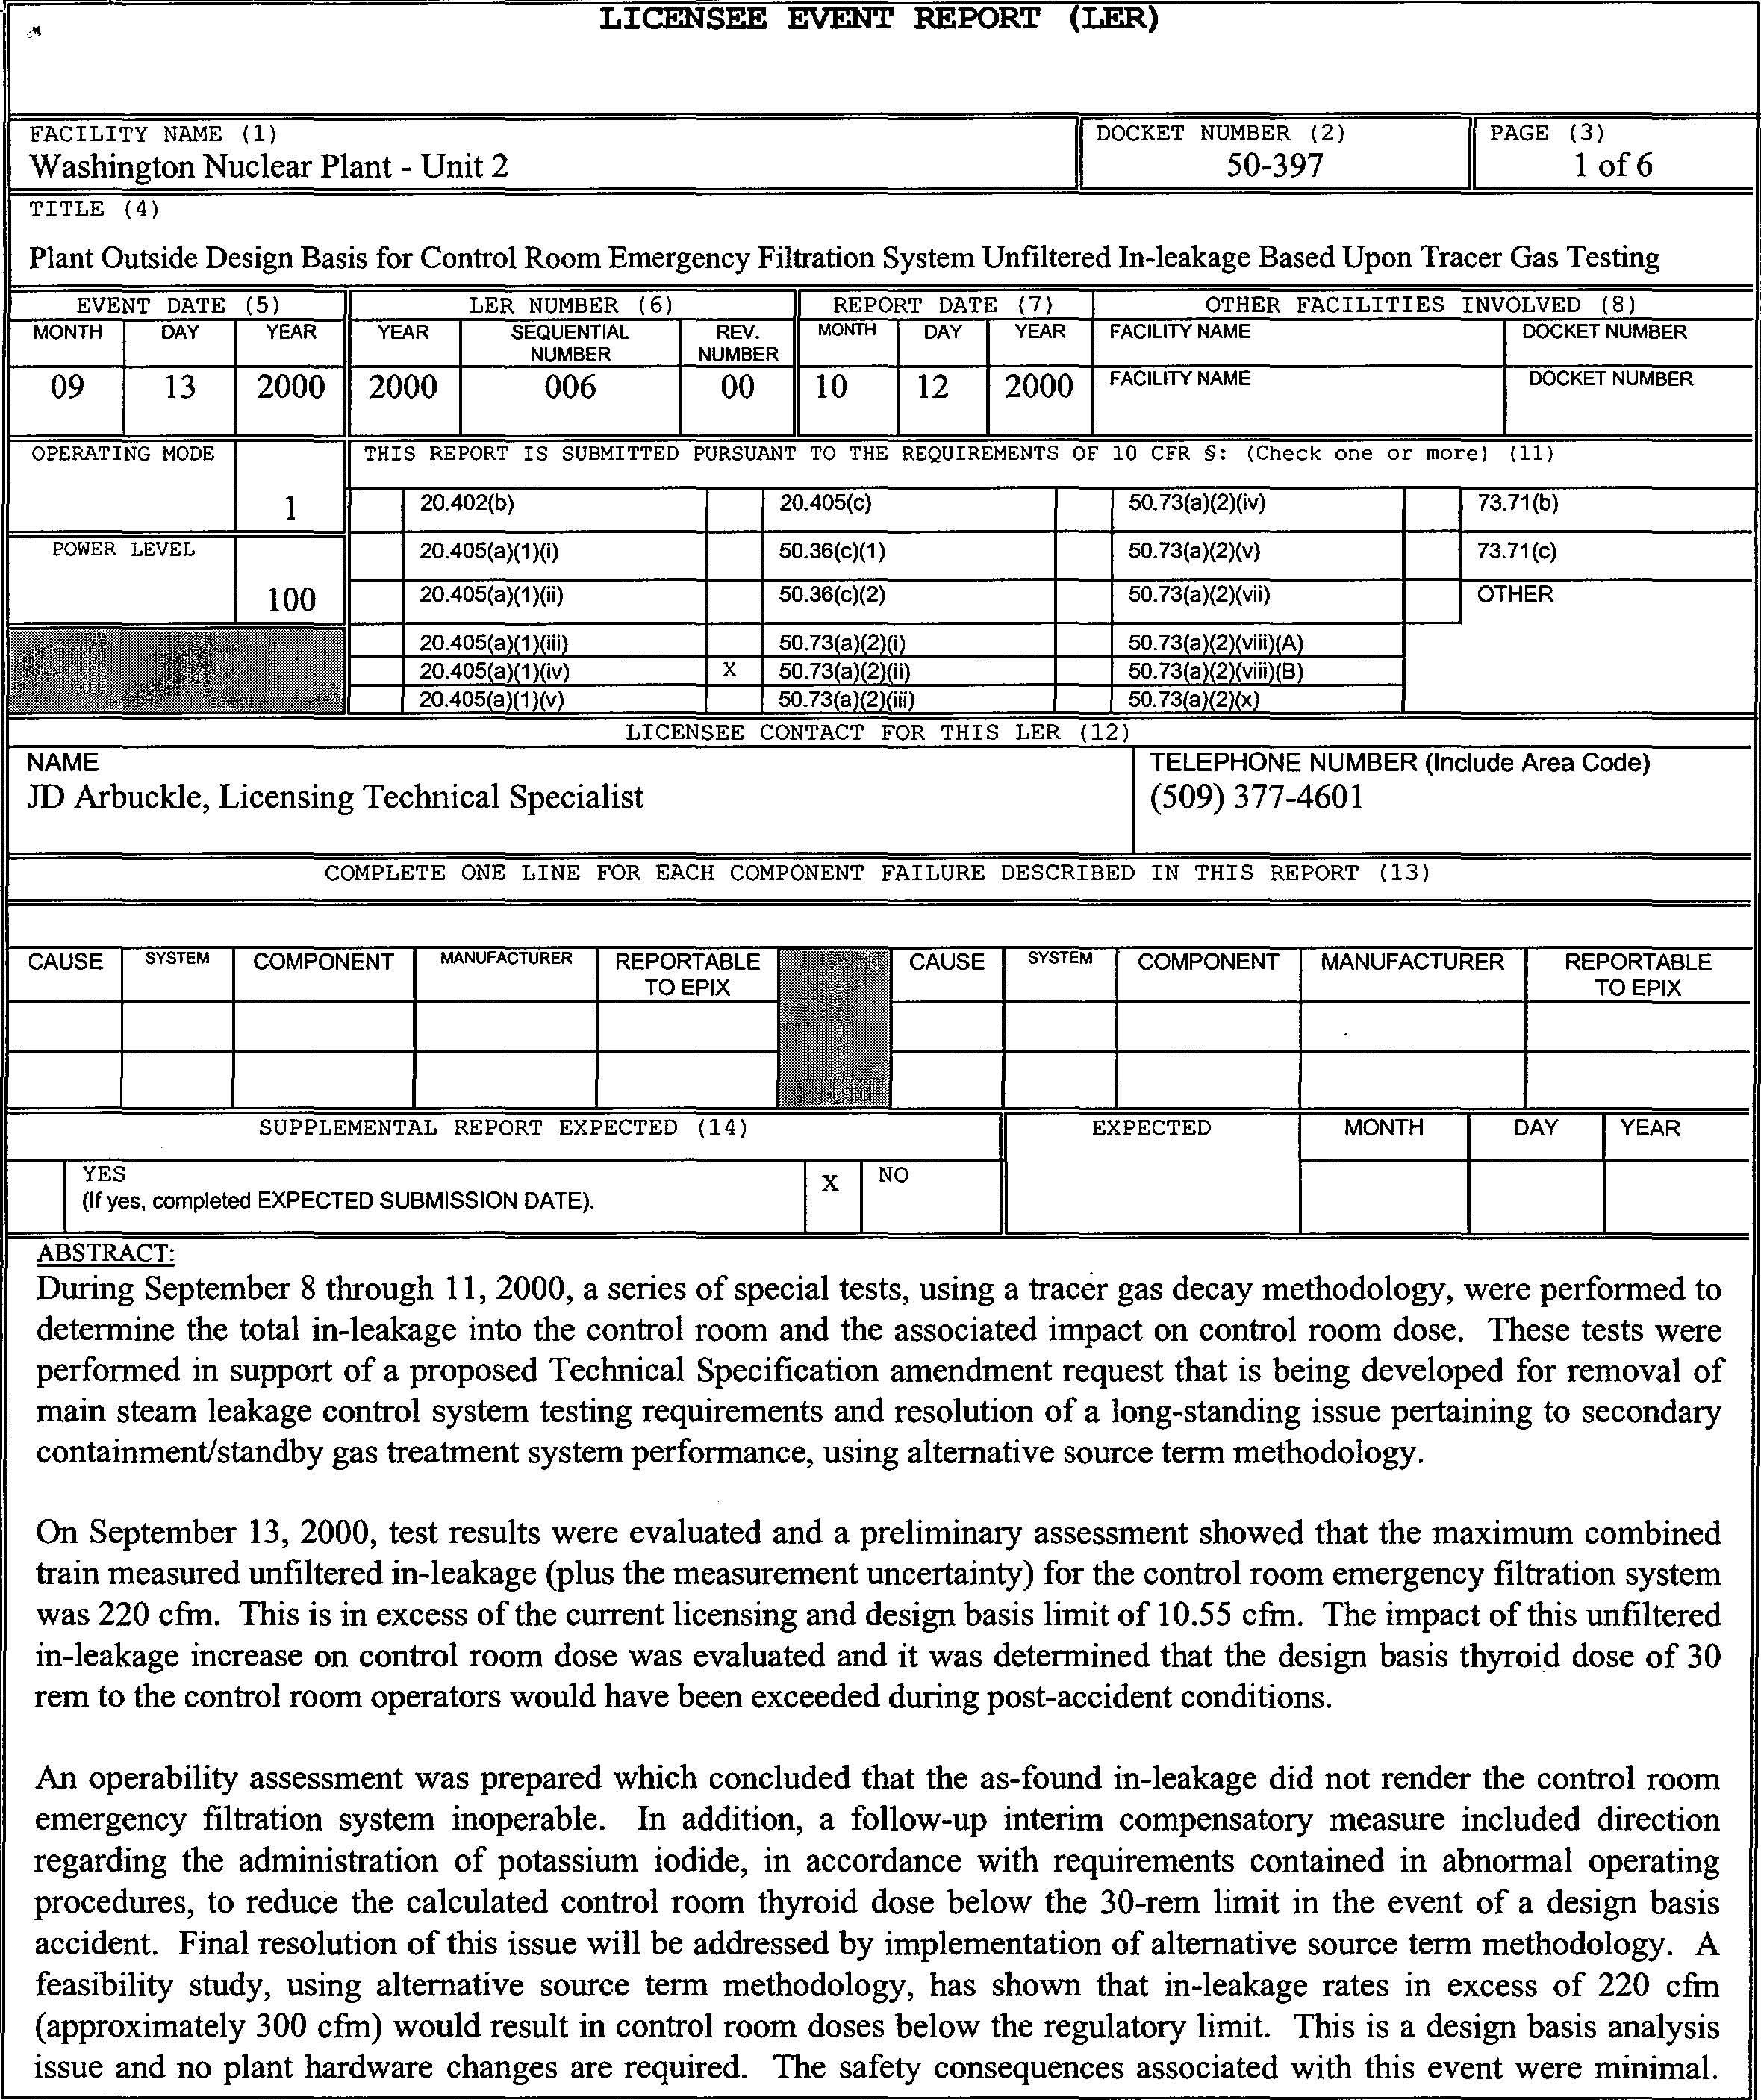 LICENSEE EVENT REPORT (LER)
FACILITY NAME (1)
Washington Nuclear Plant - Unit 2
DOCKET NUMBER (2)
50-397
PAGE (3)
1 of 6
TITLE (4)
Plant Outside Design Basis for Control Room Emergency Filtration System Unfiltered In-leakage Based Upon Tracer Gas Testing
EVENT DATE (5) LER NUMBER (6) REPORT DATE (7) OTHER FACILITIES INVOLVED (8)
MONTH DAY YEAR YEAR SEQUENTIAL NUMBER REV. NUMBER MONTH DAY YEAR FACILITY NAME DOCKET NUMBER
09 13 2000 2000 006 00 10 12 2000 FACILITY NAME DOCKET NUMBER
OPERATING MODE 1 THIS REPORT IS SUBMITTED PURSUANT TO THE REQUIREMENTS OF 10 CFR §: (Check one or more) (11)
20.402(b) 20.405(c) 50.73(a)(2)(iv) 73.71(b)
POWER LEVEL 100 20.405(a)(1)(i) 50.36(c)(1) 50.73(a)(2)(v) 73.71(c)
20.405(a)(1)(ii) 50.36(c)(2) 50.73(a)(2)(vii) OTHER
20.405(a)(1)(iii) 50.73(a)(2)(i) 50.73(a)(2)(viii)(A)
20.405(a)(1)(iv) X 50.73(a)(2)(ii) 50.73(a)(2)(viii)(B)
20.405(a)(1)(v) 50.73(a)(2)(iii) 50.73(a)(2)(x)
LICENSEE CONTACT FOR THIS LER (12)
NAME TELEPHONE NUMBER (Include Area Code)
JD Arbuckle, Licensing Technical Specialist (509) 377-4601
COMPLETE ONE LINE FOR EACH COMPONENT FAILURE DESCRIBED IN THIS REPORT (13)
CAUSE SYSTEM COMPONENT MANUFACTURER REPORTABLE TO EPIX CAUSE SYSTEM COMPONENT MANUFACTURER REPORTABLE TO EPIX
SUPPLEMENTAL REPORT EXPECTED (14) EXPECTED MONTH DAY YEAR
YES X NO
(If yes, completed EXPECTED SUBMISSION DATE).
ABSTRACT:
During September 8 through 11, 2000, a series of special tests, using a tracer gas decay methodology, were performed to
determine the total in-leakage into the control room and the associated impact on control room dose. These tests were
performed in support of a proposed Technical Specification amendment request that is being developed for removal of
main steam leakage control system testing requirements and resolution of a long-standing issue pertaining to secondary
containment/standby gas treatment system performance, using alternative source term methodology.
On September 13, 2000, test results were evaluated and a preliminary assessment showed that the maximum combined
train measured unfiltered in-leakage (plus the measurement uncertainty) for the control room emergency filtration system
was 220 cfm. This is in excess of the current licensing and design basis limit of 10.55 cfm. The impact of this unfiltered
in-leakage increase on control room dose was evaluated and it was determined that the design basis thyroid dose of 30
rem to the control room operators would have been exceeded during post-accident conditions.
An operability assessment was prepared which concluded that the as-found in-leakage did not render the control room
emergency filtration system inoperable. In addition, a follow-up interim compensatory measure included direction
regarding the administration of potassium iodide, in accordance with requirements contained in abnormal operating
procedures, to reduce the calculated control room thyroid dose below the 30-rem limit in the event of a design basis
accident. Final resolution of this issue will be addressed by implementation of alternative source term methodology. A
feasibility study, using alternative source term methodology, has shown that in-leakage rates in excess of 220 cfm
(approximately 300 cfm) would result in control room doses below the regulatory limit. This is a design basis analysis
issue and no plant hardware changes are required. The safety consequences associated with this event were minimal.